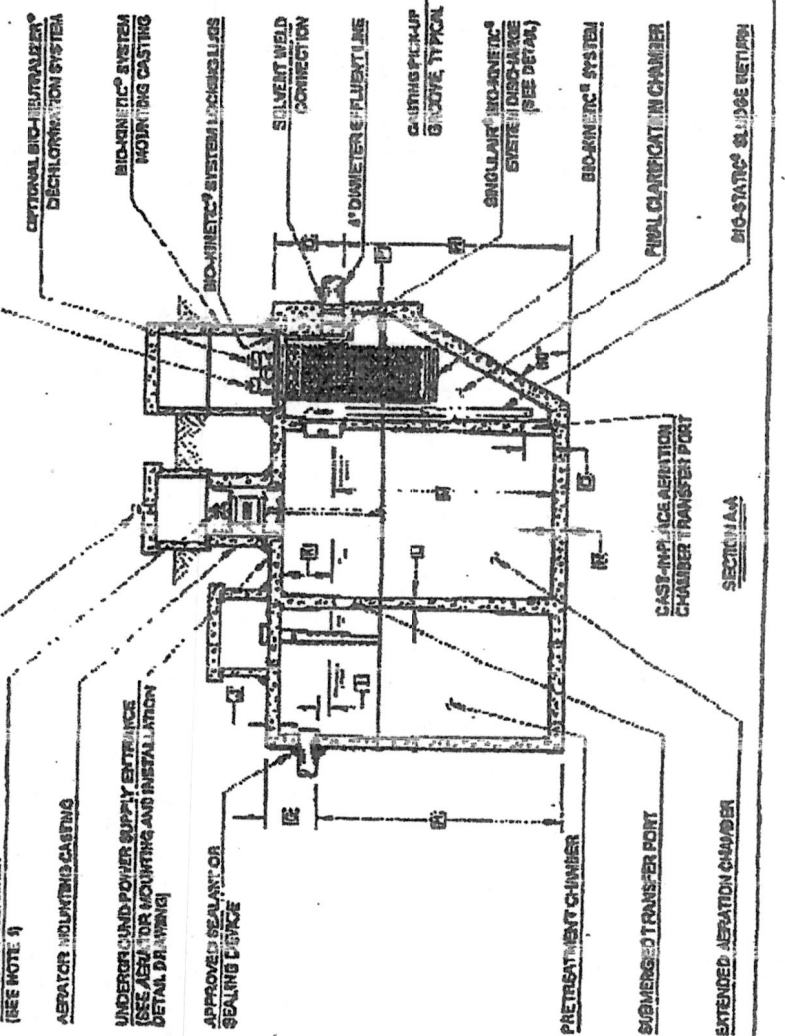 OPTIONAL BIO-NEUTRALIZER®
DECHLORINATION SYSTEM
BIO-KINETIC® SYSTEM
MOUNTING CASTING
BIO-KINETIC® SYSTEM LOCKING LUGS
SOLVENT WELD
CONNECTION
4" DIAMETER EFFLUENT LINE
CASTING PICK-UP
GROOVE, TYPICAL
SINGULAIR® BIO-KINETIC®
SYSTEM DISCHARGE
(SEE DETAIL)
BIO-KINETIC® SYSTEM
FINAL CLARIFICATION CHAMBER
BIO-STATIC® SLUDGE RETURN
CAST-IN-PLACE AERATION
CHAMBER TRANSFER PORT
SECTION A-A
(SEE NOTE 1)
AERATOR MOUNTING CASTING
UNDERGROUND POWER SUPPLY ENTRANCE
(SEE AERATOR MOUNTING AND INSTALLATION
DETAIL DRAWING)
APPROVED SEALANT OR
SEALING DEVICE
PRETREATMENT CHAMBER
SUBMERGED TRANSFER PORT
EXTENDED AERATION CHAMBER